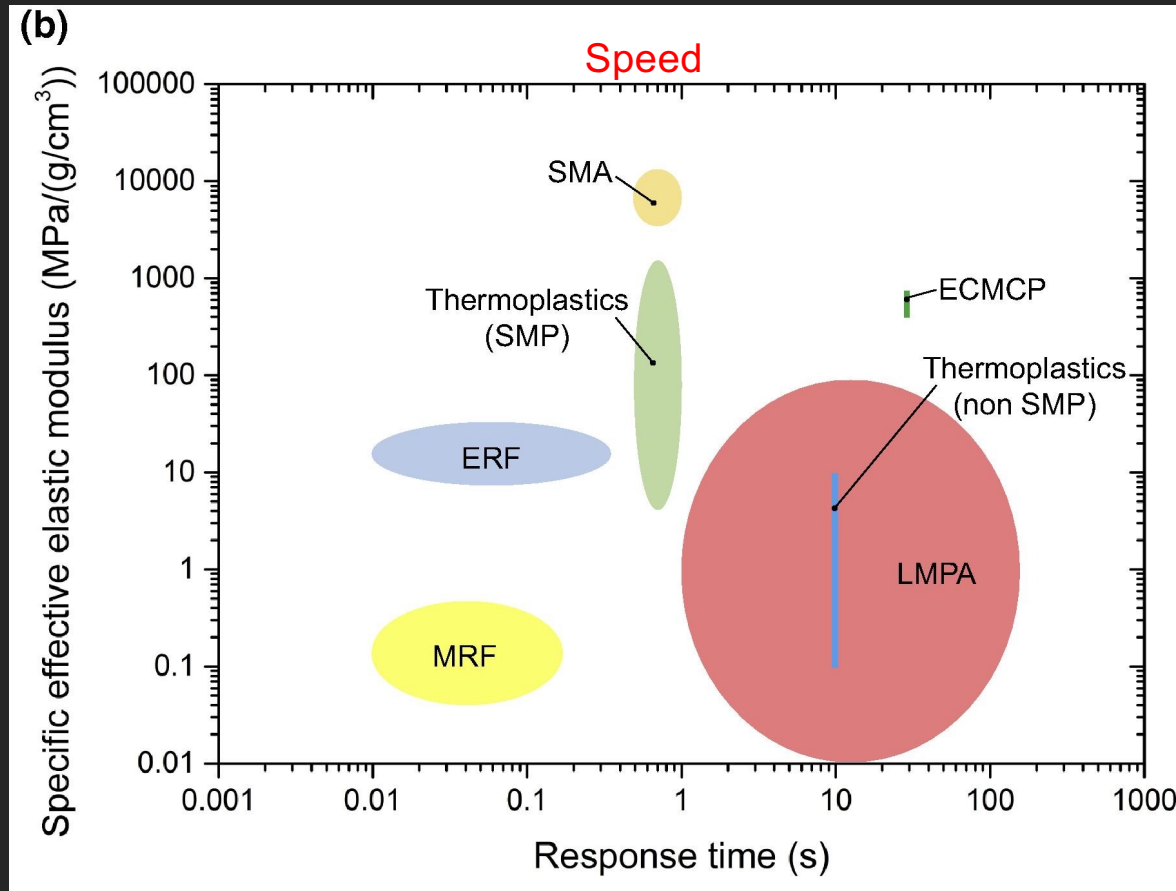 (b)
Speed
Specific effective elastic modulus (MPa/(g/cm³))
100000
10000
1000
100
10
1
0.1
0.01
SMA
ECMCP
Thermoplastics
(SMP)
Thermoplastics
(non SMP)
ERF
LMPA
MRF
0.001
0.01
0.1
1
10
100
1000
Response time (s)